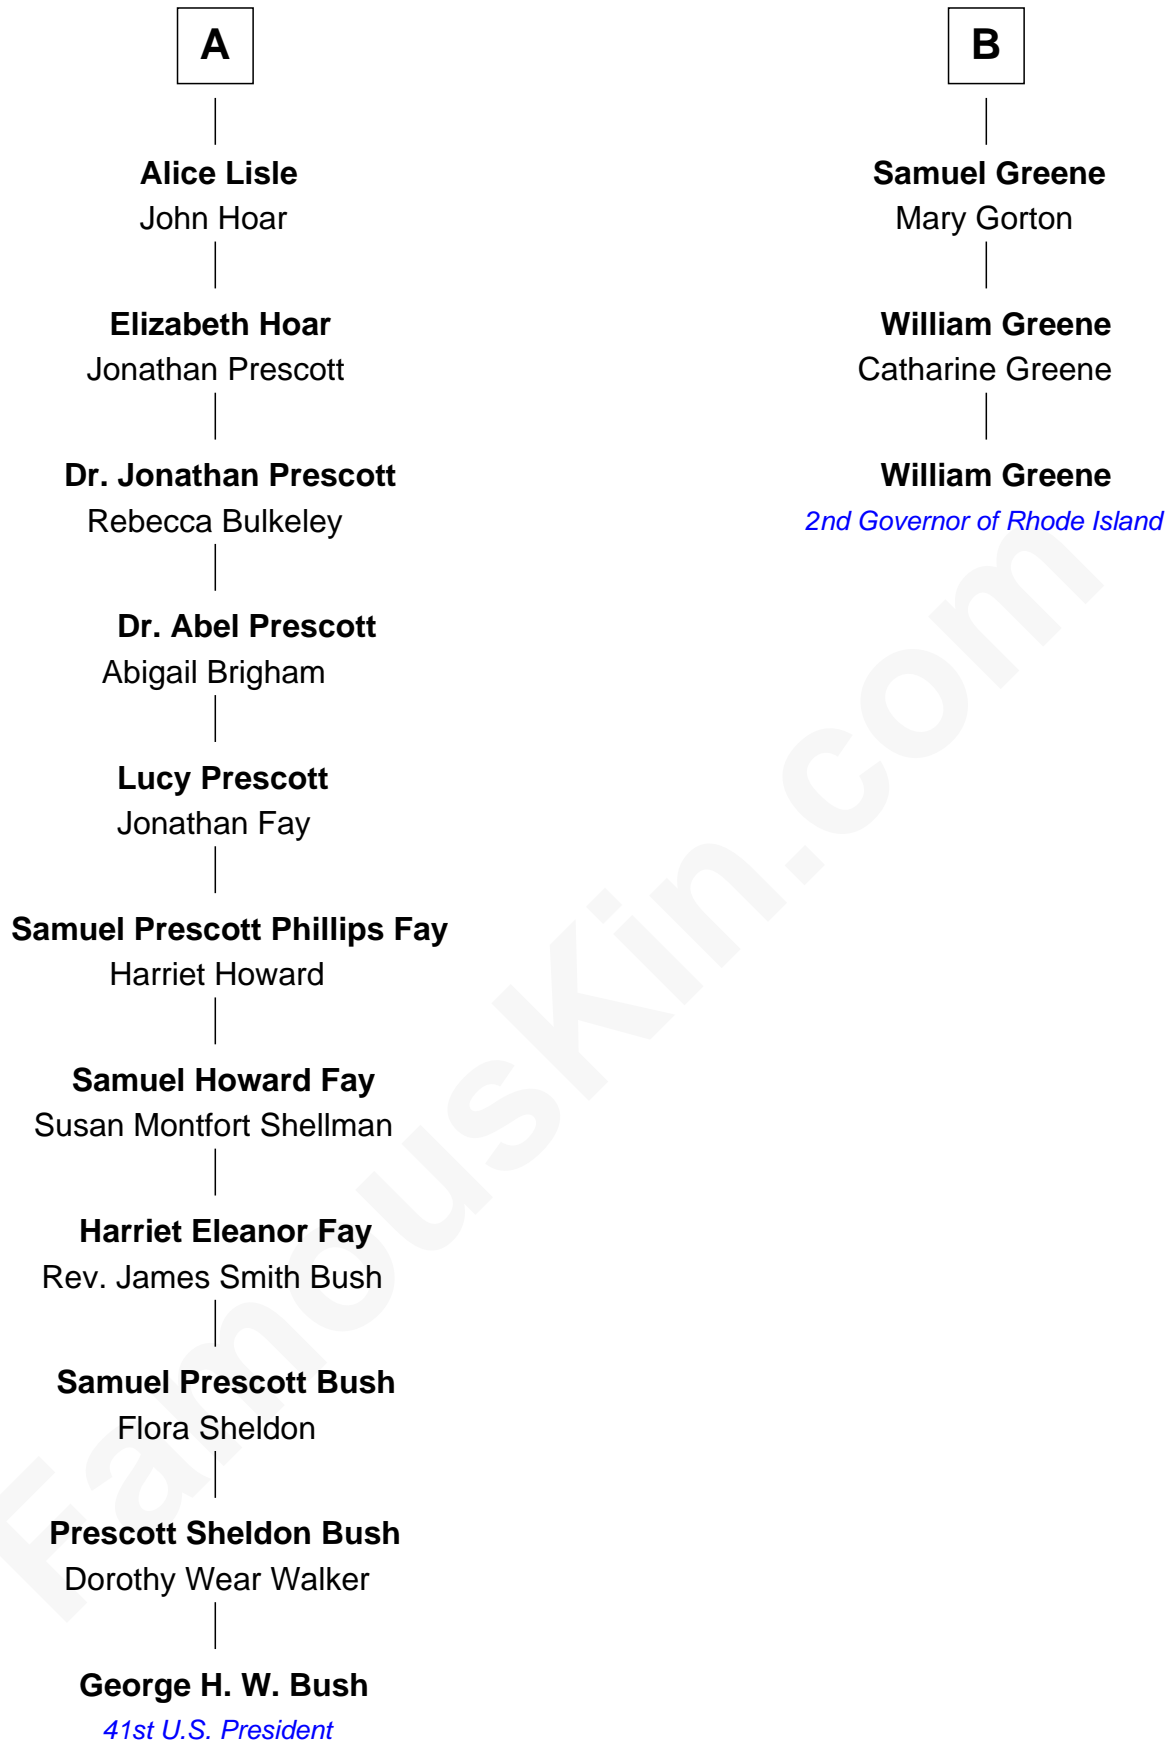 A
Alice Lisle
John Hoar
Elizabeth Hoar
Jonathan Prescott
Dr. Jonathan Prescott
Rebecca Bulkeley
Dr. Abel Prescott
Abigail Brigham
Lucy Prescott
Jonathan Fay
Samuel Prescott Phillips Fay
Harriet Howard
Samuel Howard Fay
Susan Montfort Shellman
Harriet Eleanor Fay
Rev. James Smith Bush
Samuel Prescott Bush
Flora Sheldon
Prescott Sheldon Bush
Dorothy Wear Walker
George H. W. Bush
41st U.S. President
B
Samuel Greene
Mary Gorton
William Greene
Catharine Greene
William Greene
2nd Governor of Rhode Island
FamousKin.com